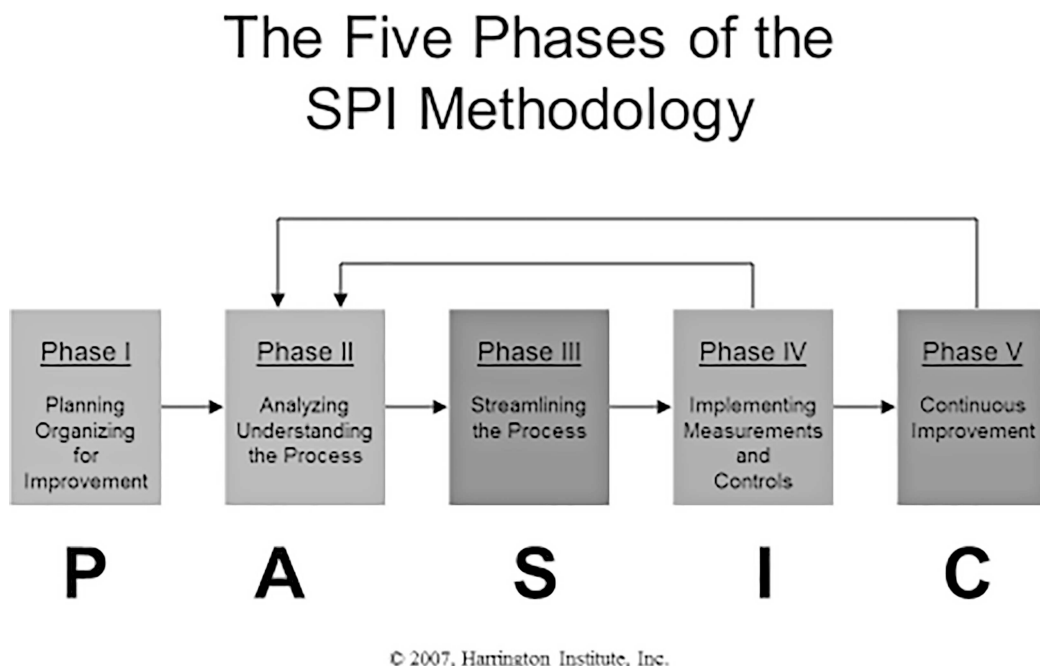 The Five Phases of the
SPI Methodology
Phase I
Planning
Organizing
for
Improvement
Phase II
Analyzing
Understanding
the Process
Phase III
Streamlining
the Process
Phase IV
Implementing
Measurements
and
Controls
Phase V
Continuous
Improvement
P
A
S
I
C
© 2007, Harrington Institute, Inc.